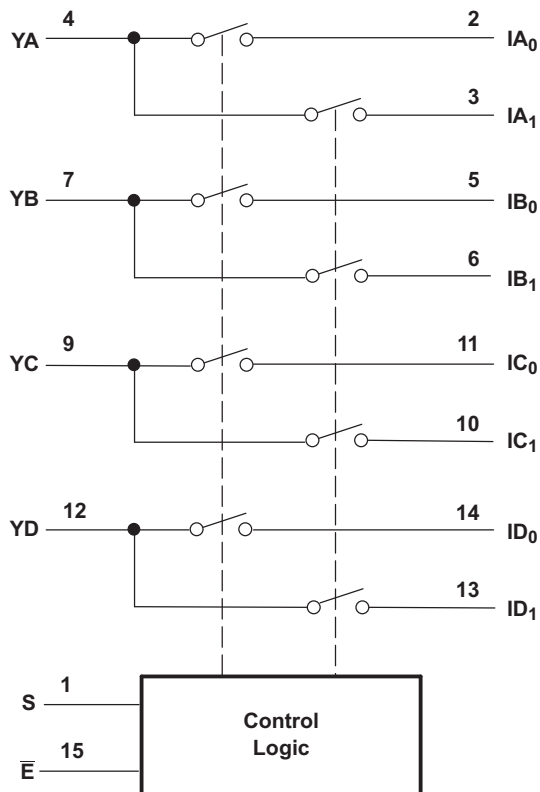 YA 4 2 IA0
3 IA1
YB 7 5 IB0
6 IB1
YC 9 11 IC0
10 IC1
YD 12 14 ID0
13 ID1
S 1
Control
Logic
E̅ 15